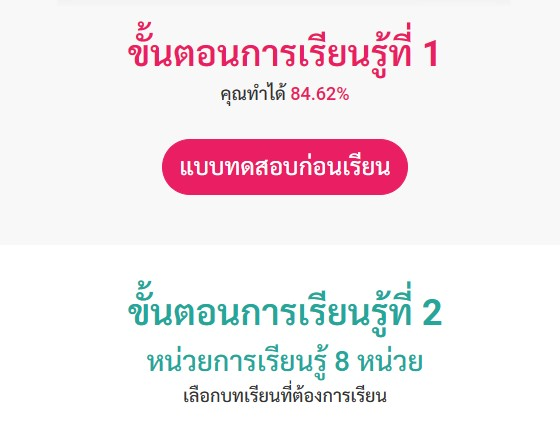 ขั้นตอนการเรียนรู้ที่ 1
คุณทำได้ 84.62%
แบบทดสอบก่อนเรียน
ขั้นตอนการเรียนรู้ที่ 2
หน่วยการเรียนรู้ 8 หน่วย
เลือกบทเรียนที่ต้องการเรียน